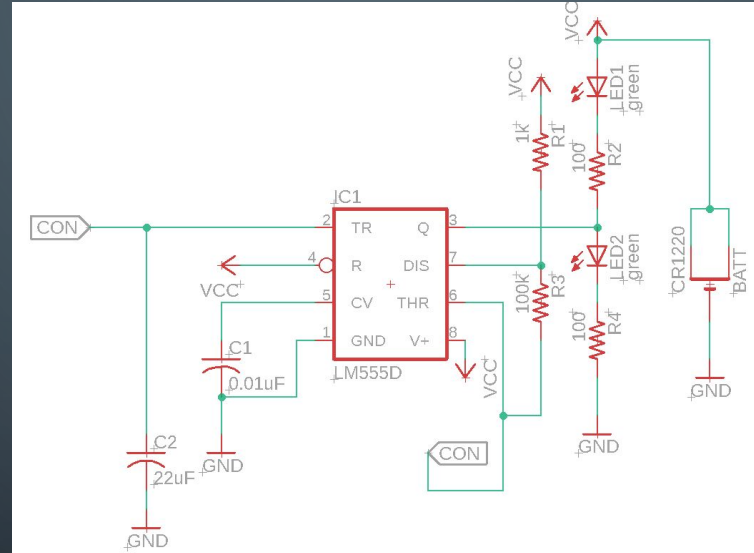 VCC
LED1
green
VCC
1k
R1
100
R2
IC1
CON
2
TR
Q
3
4
R
DIS
7
VCC
5
CV
THR
6
1
GND
V+
8
LM555D
C1
0.01uF
GND
C2
22uF
GND
100k
R3
LED2
green
100
R4
VCC
CON
GND
CR1220
BATT
GND